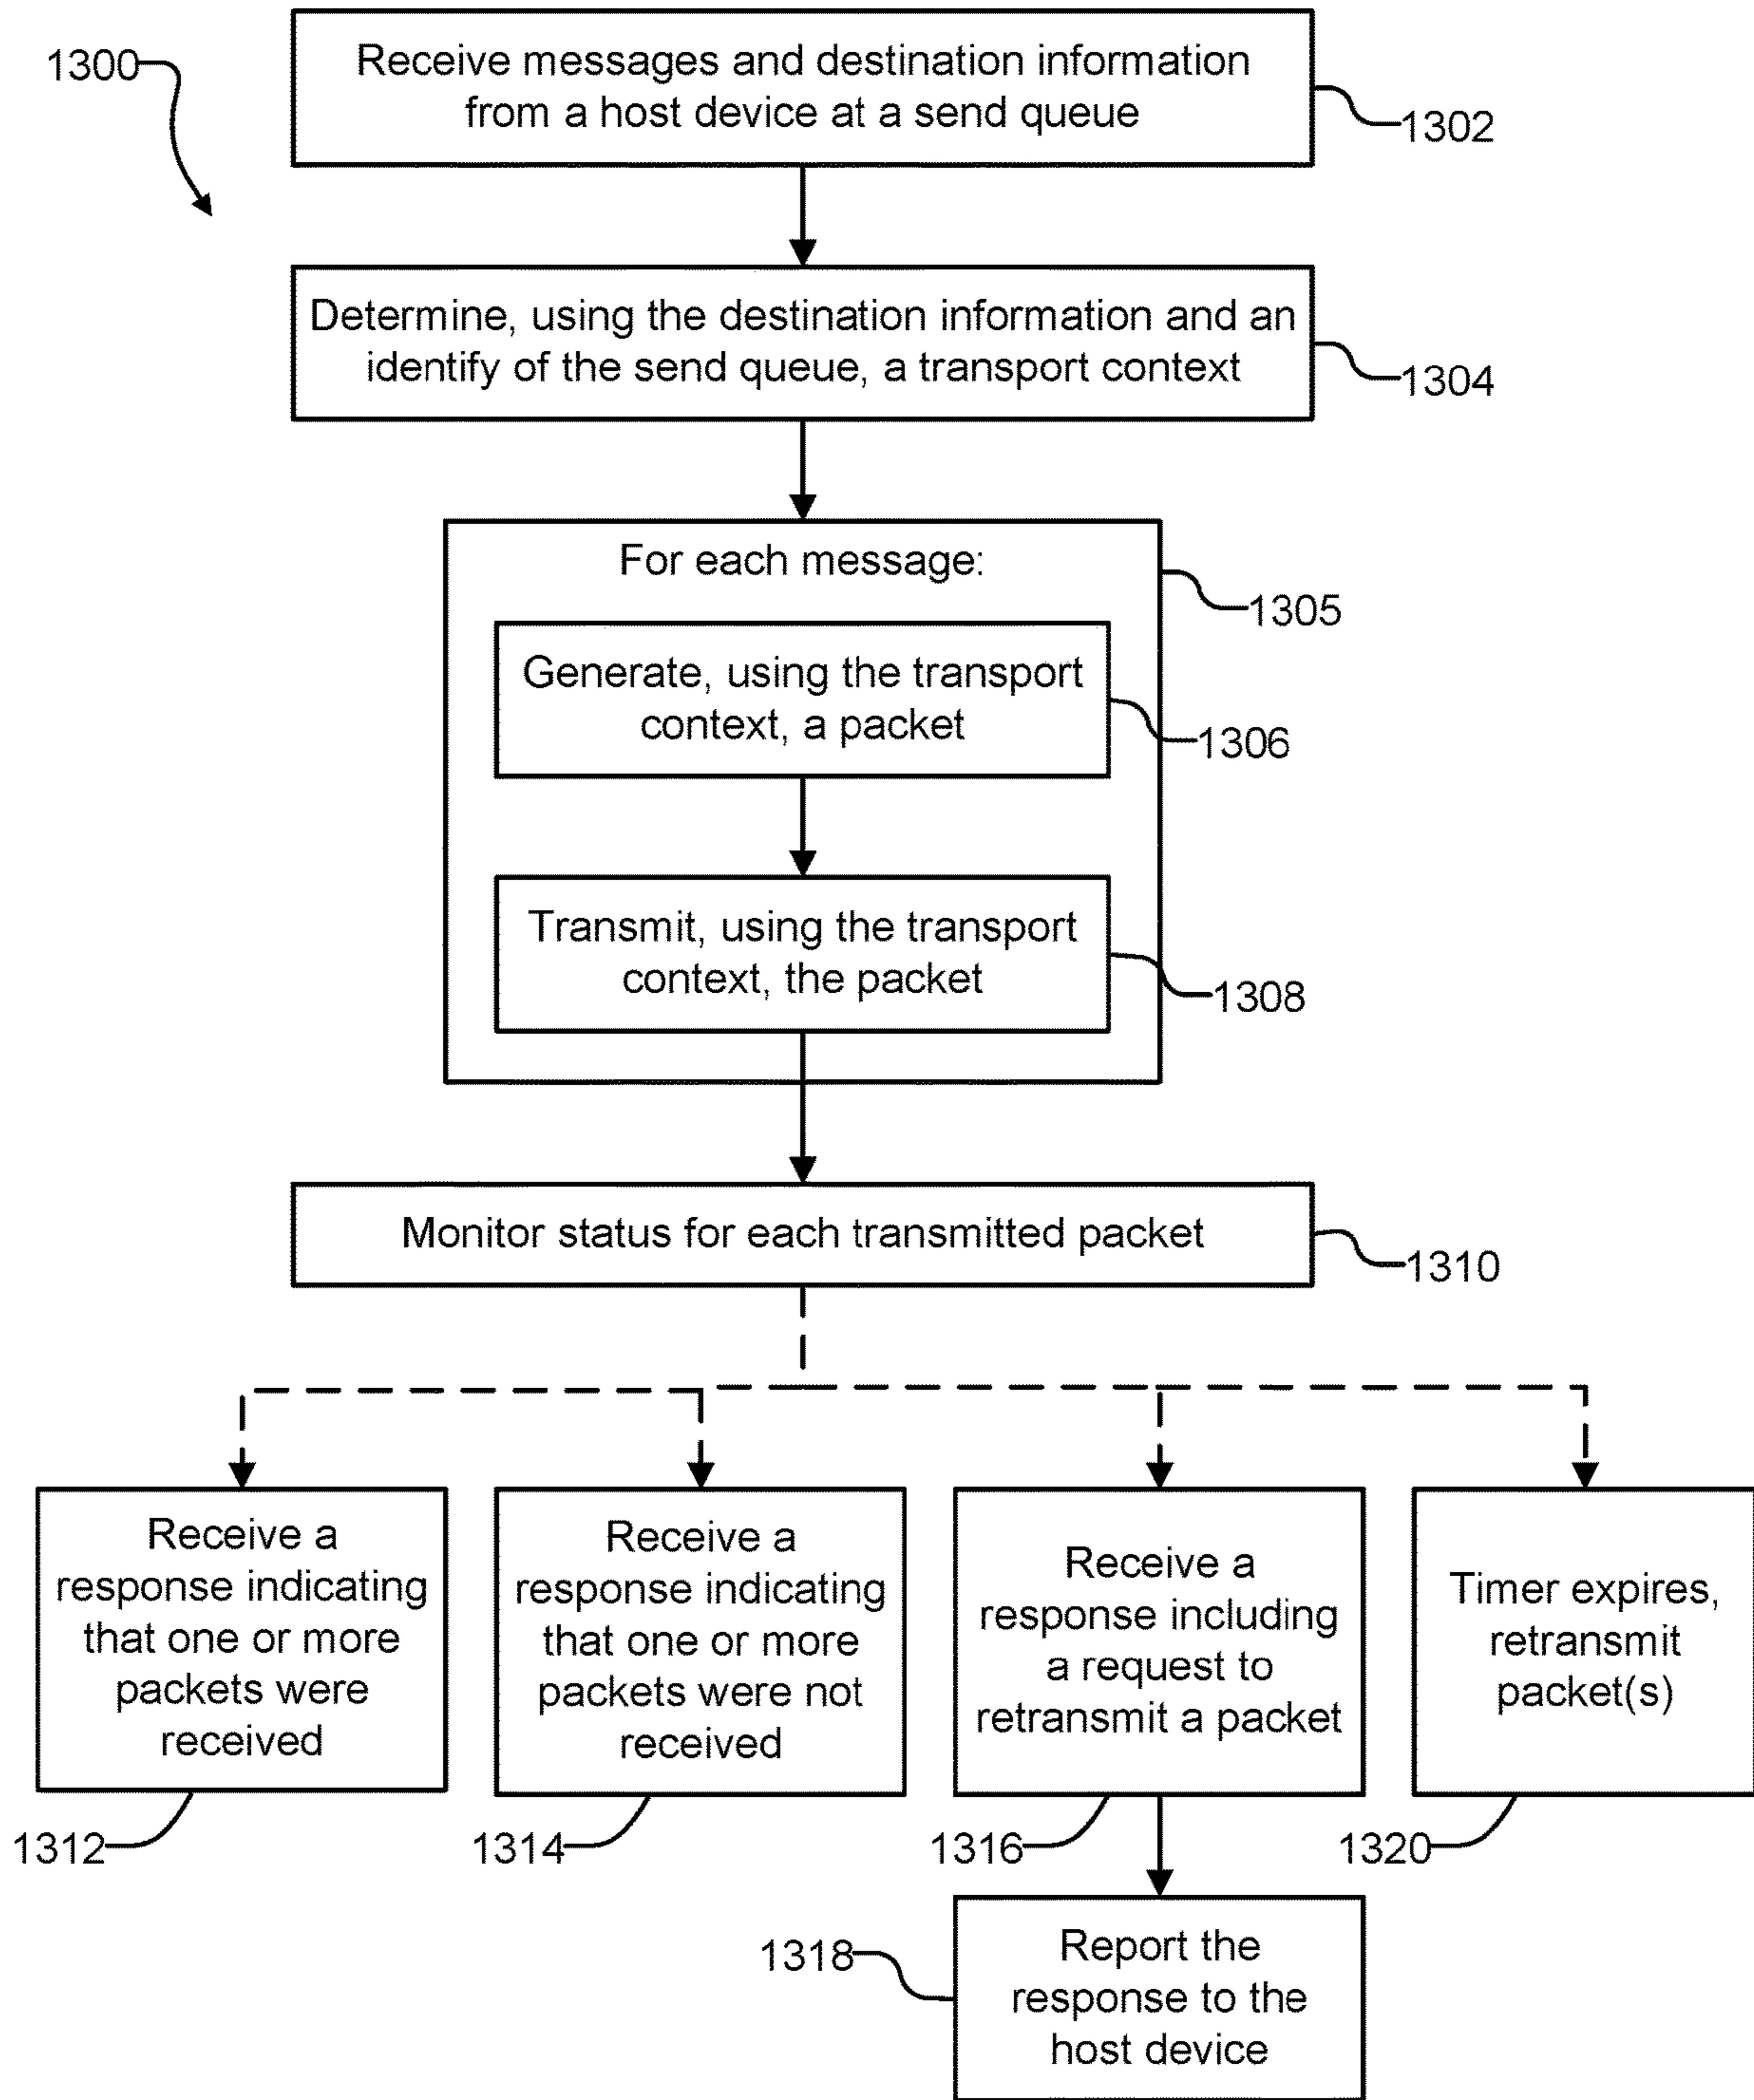 1300
Receive messages and destination information
from a host device at a send queue
1302
Determine, using the destination information and an
identify of the send queue, a transport context
1304
For each message:
1305
Generate, using the transport
context, a packet
1306
Transmit, using the transport
context, the packet
1308
Monitor status for each transmitted packet
1310
Receive a
response indicating
that one or more
packets were
received
1312
Receive a
response indicating
that one or more
packets were not
received
1314
Receive a
response including
a request to
retransmit a packet
1316
Timer expires,
retransmit
packet(s)
1320
1318
Report the
response to the
host device